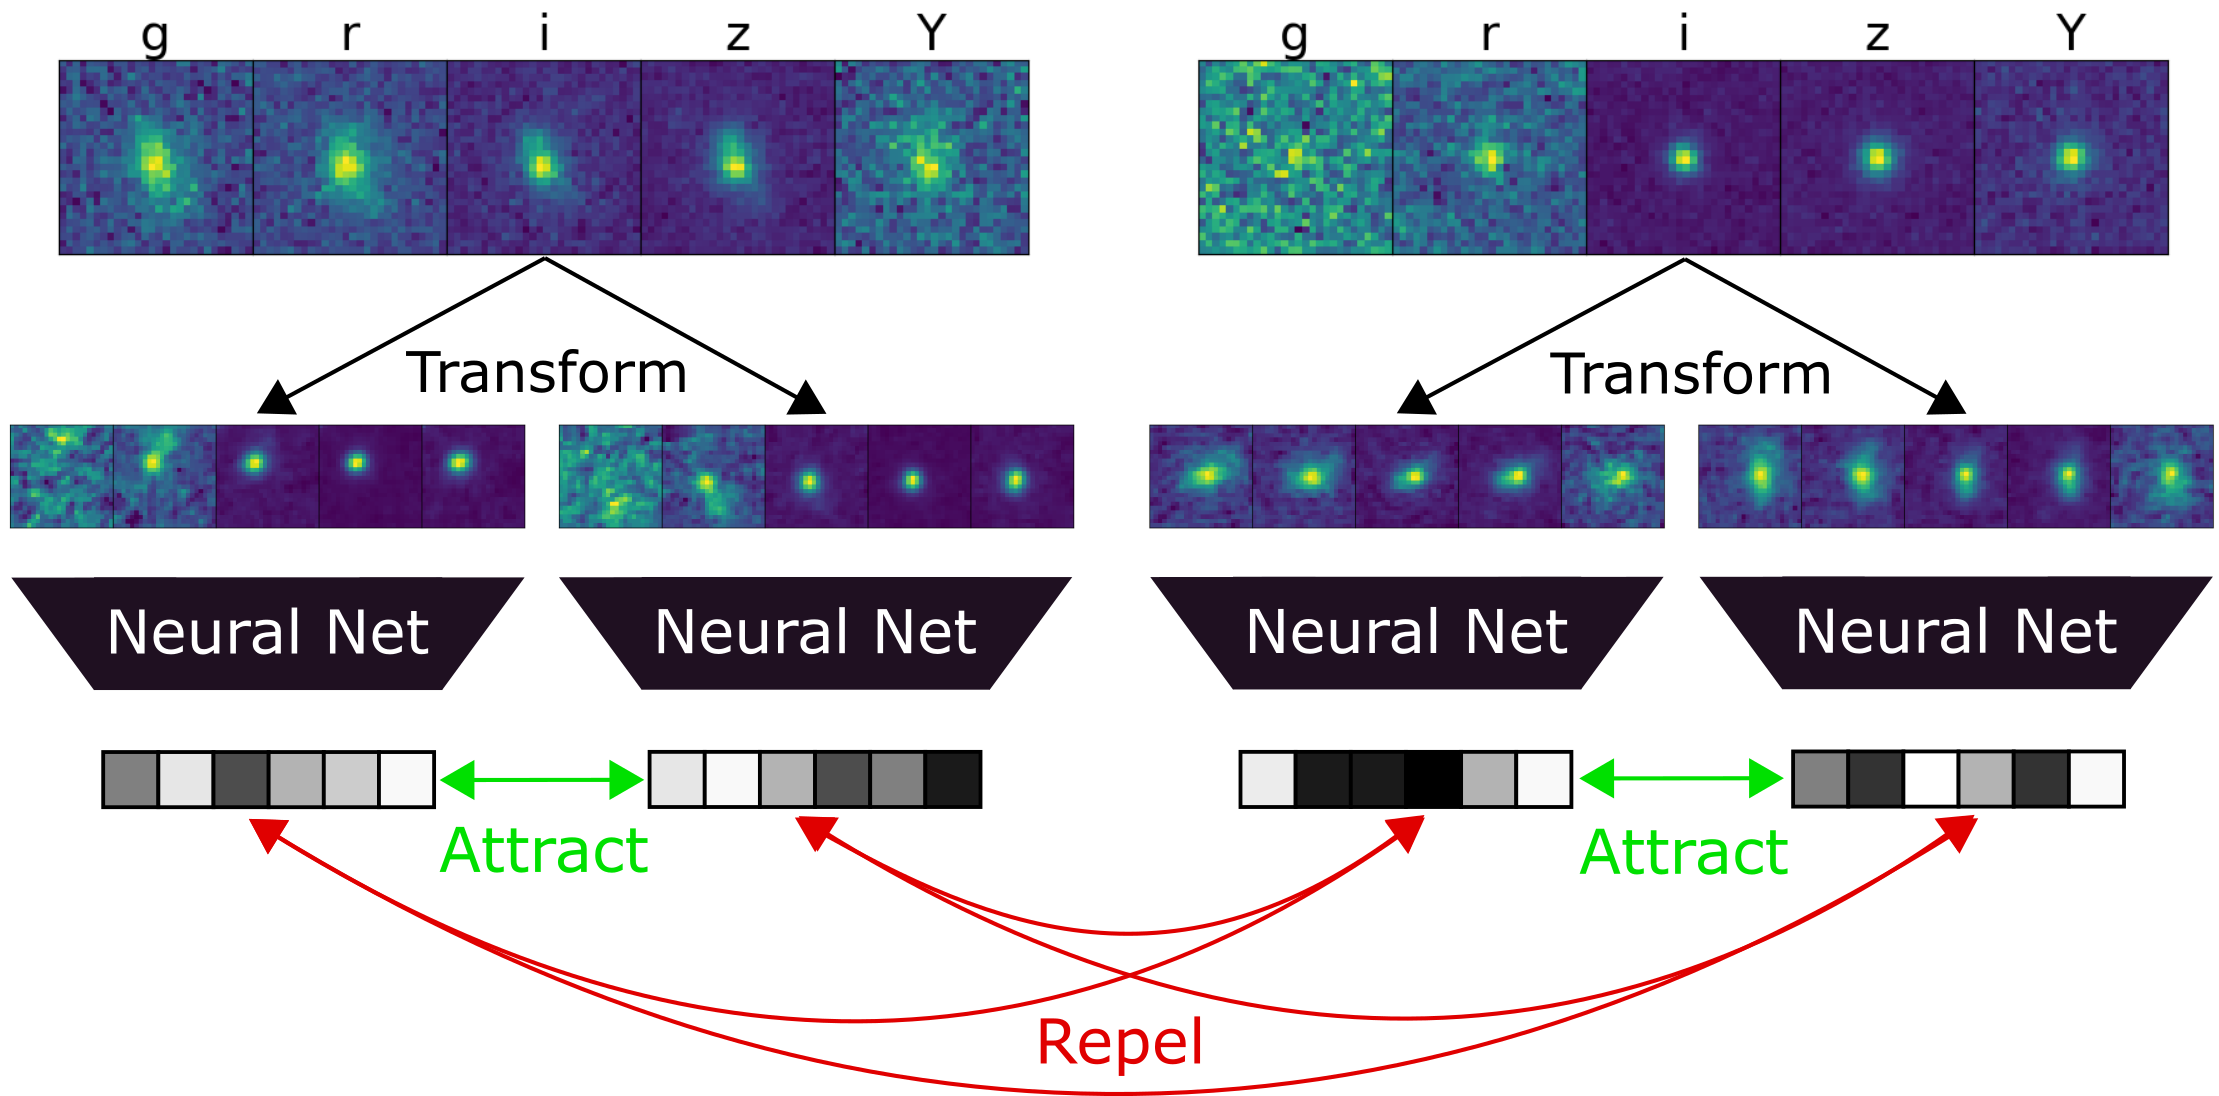 g r i z Y
g r i z Y
Transform
Transform
Neural Net
Neural Net
Neural Net
Neural Net
Attract
Attract
Repel